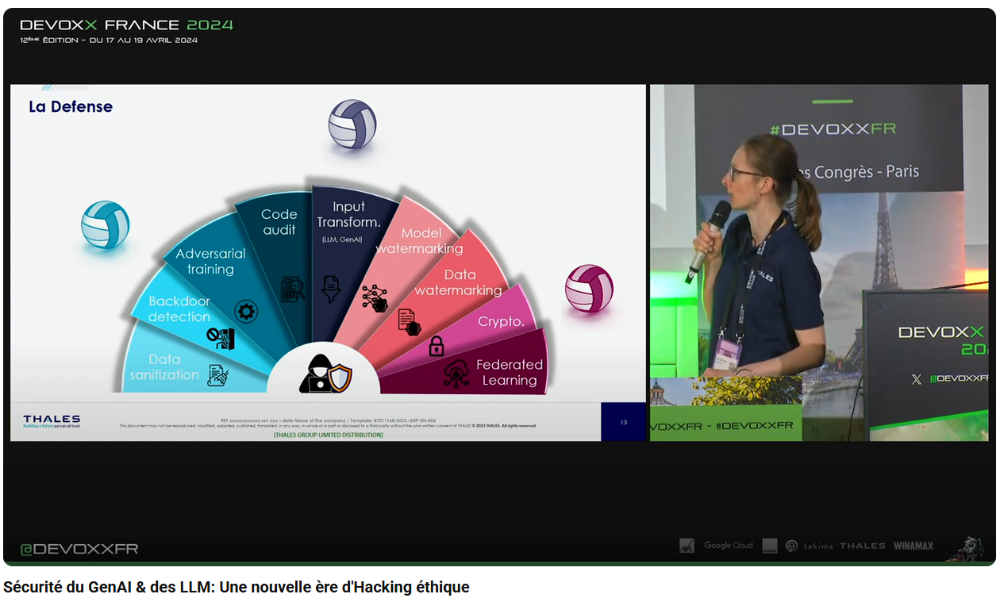 DEVOXX FRANCE 2024
12ÈME ÉDITION – DU 17 AU 19 AVRIL 2024
La Defense
Data
sanitization
Backdoor
detection
Adversarial
training
Code
audit
Input
Transform.
(LLM, GenAI)
Model
watermarking
Data
watermarking
Crypto.
Federated
Learning
THALES
Building a future we can all trust
REF xxxxxxxxxxxx rev xxx – date Name of the company / Template: 87211168-DOC-GRP-EN-006
This document may not be reproduced, modified, adapted, published, translated, in any way, in whole or in part or disclosed to a third party without the prior written consent of THALES © 2023 THALES. All rights reserved.
{THALES GROUP LIMITED DISTRIBUTION}
13
#DEVOXXFR
es Congrès - Paris
THALES
DEVOXX
20
@DEVOXXF
VOXXFR - #DEVOXXFR
@DEVOXXFR
Google Cloud
takima
THALES
WINAMAX
Sécurité du GenAI & des LLM: Une nouvelle ère d'Hacking éthique